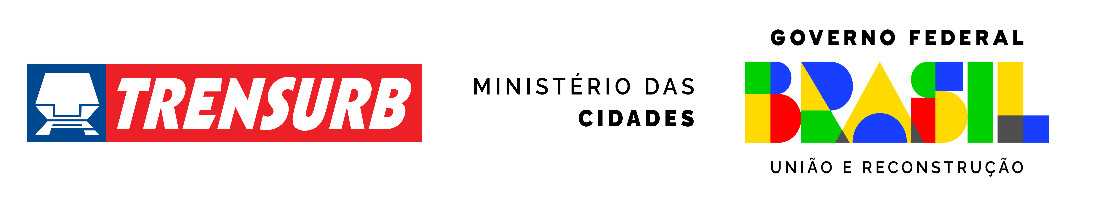 TRENSURB
MINISTÉRIO DAS
CIDADES
GOVERNO FEDERAL
BRASIL
UNIÃO E RECONSTRUÇÃO